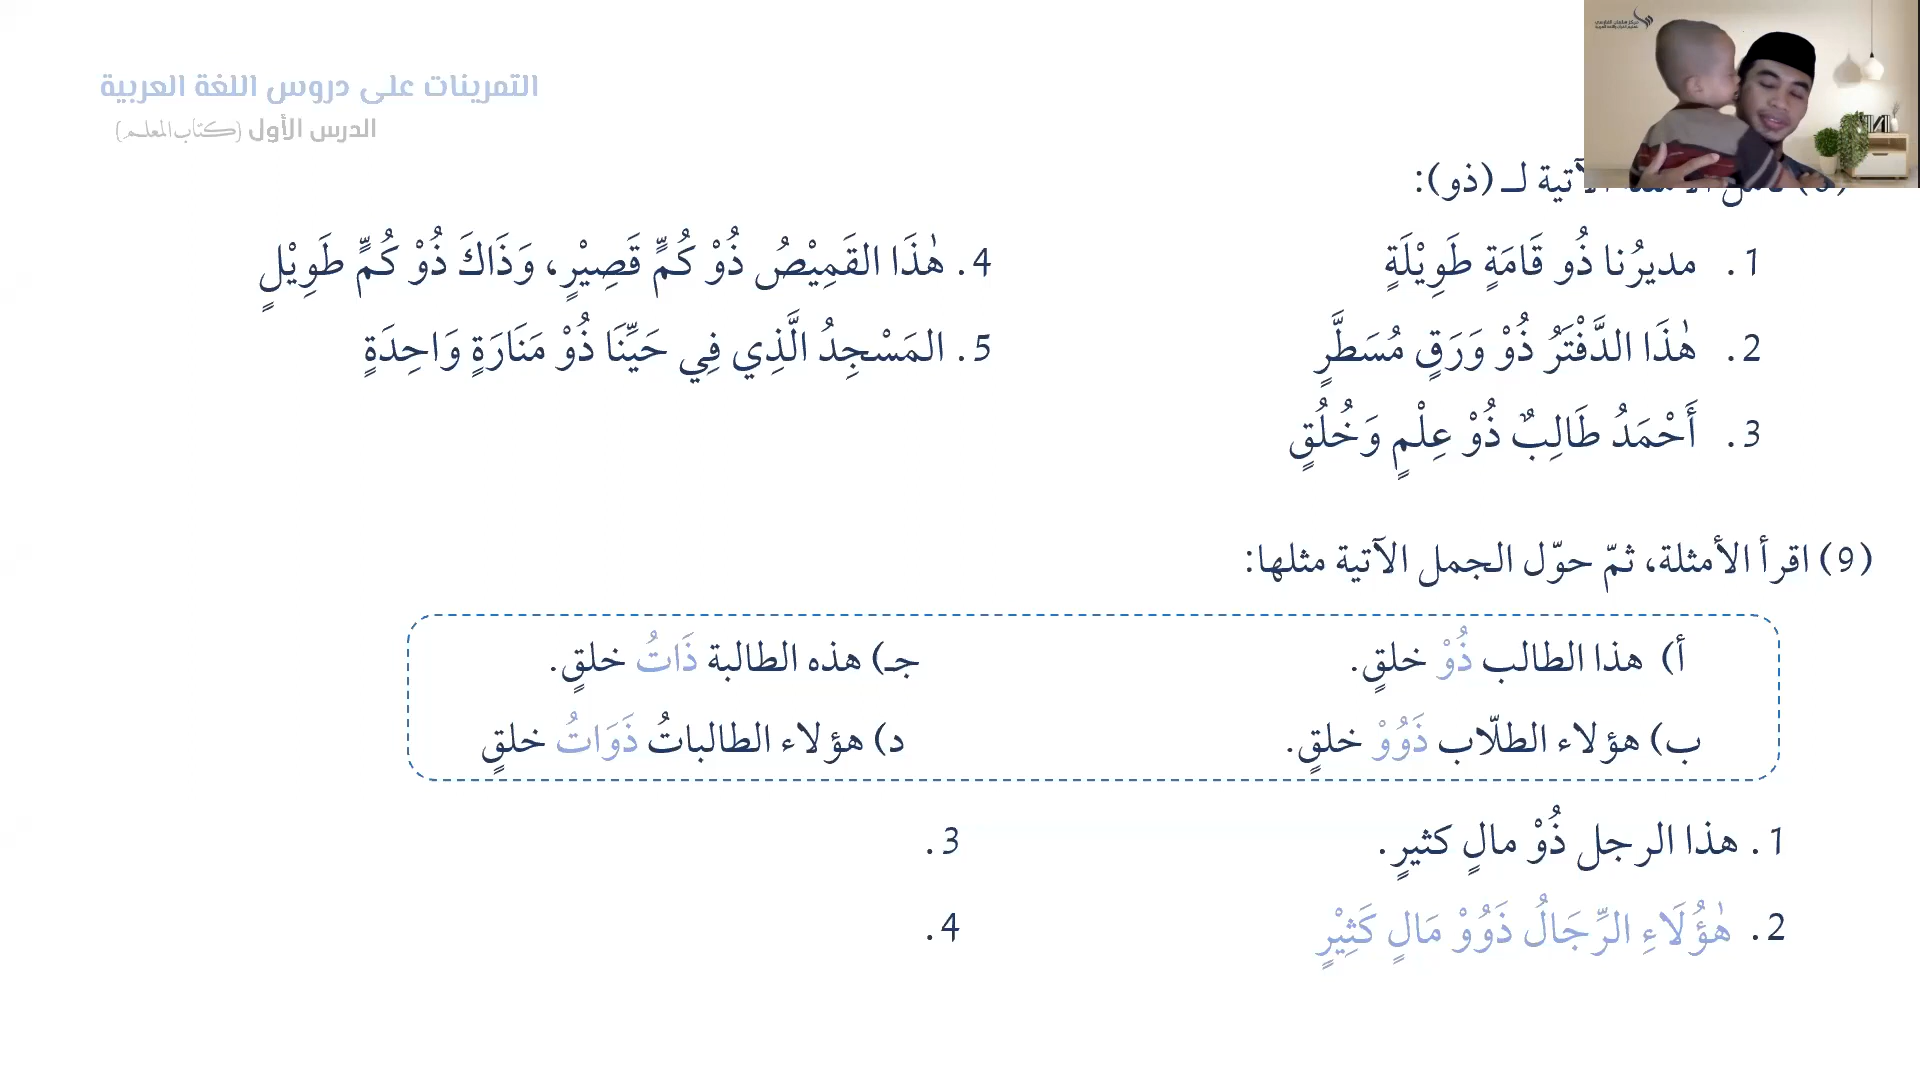 التمرينات على دروس اللغة العربية
الدرس الأول (كتاب المعلم)
الآتية لـ (ذو):
1. مديرُنا ذُو قَامَةٍ طَوِيْلَةٍ
2. هٰذَا الدَّفْتَرُ ذُوْ وَرَقٍ مُسَطَّرٍ
3. أَحْمَدُ طَالِبٌ ذُوْ عِلْمٍ وَخُلُقٍ
4. هٰذَا القَمِيْصُ ذُوْ كُمٍّ قَصِيْرٍ، وَذَاكَ ذُوْ كُمٍّ طَوِيْلٍ
5. المَسْجِدُ الَّذِي فِي حَيِّنَا ذُوْ مَنَارَةٍ وَاحِدَةٍ
(9) اقرأ الأمثلة، ثمّ حوّل الجمل الآتية مثلها:
أ) هذا الطالب ذُوْ خلقٍ.
ب) هؤلاء الطلّاب ذَوُوْ خلقٍ.
جـ) هذه الطالبة ذَاتُ خلقٍ.
د) هؤلاء الطالباتُ ذَوَاتُ خلقٍ
1. هذا الرجل ذُوْ مالٍ كثيرٍ.
2. هٰؤُلَاءِ الرِّجَالُ ذَوُوْ مَالٍ كَثِيْرٍ
3.
4.